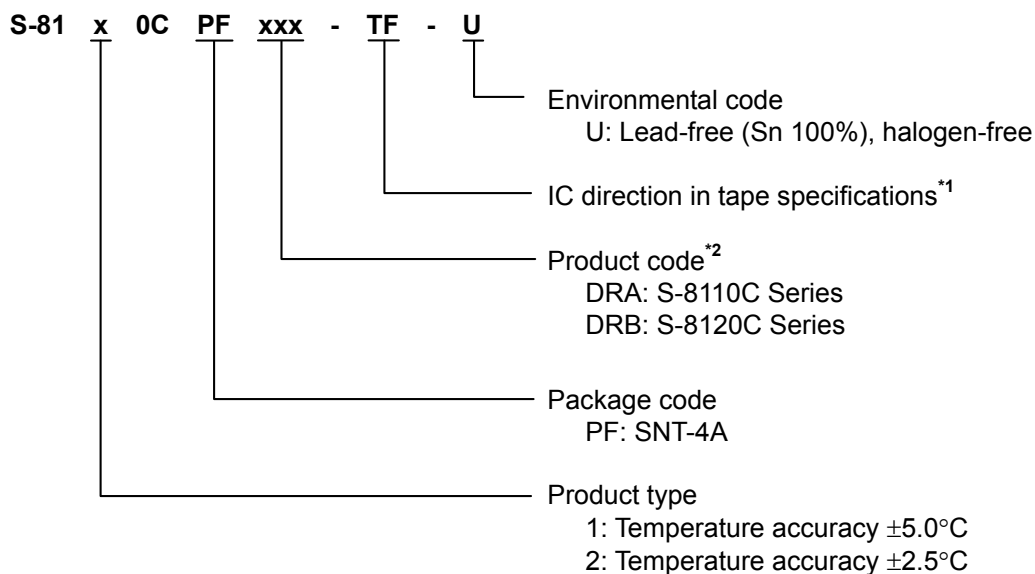 S-81 x 0C PF xxx - TF - U
Environmental code
U: Lead-free (Sn 100%), halogen-free
IC direction in tape specifications*1
Product code*2
DRA: S-8110C Series
DRB: S-8120C Series
Package code
PF: SNT-4A
Product type
1: Temperature accuracy ±5.0°C
2: Temperature accuracy ±2.5°C